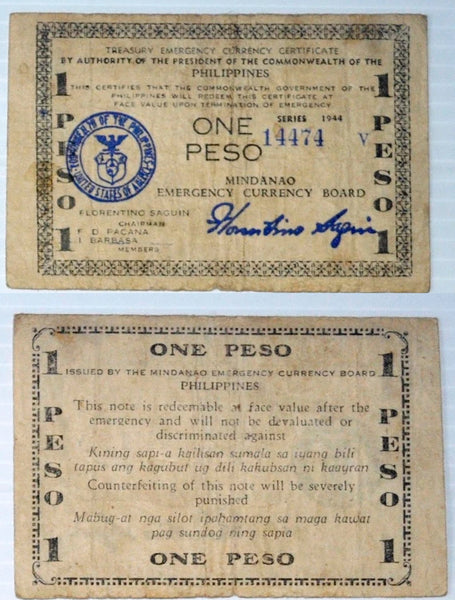 TREASURY EMERGENCY CURRENCY CERTIFICATE
BY AUTHORITY OF THE PRESIDENT OF THE COMMONWEALTH OF THE
PHILIPPINES
THIS CERTIFIES THAT THE COMMONWEALTH GOVERNMENT OF THE
PHILIPPINES WILL REDEEM THIS CERTIFICATE AT
FACE VALUE UPON TERMINATION OF EMERGENCY
1 PESO 1
COMMONWEALTH OF THE PHILIPPINES
UNITED STATES OF AMERICA
ONE
PESO
SERIES 1944
14474 V
MINDANAO
EMERGENCY CURRENCY BOARD
FLORENTINO SAGUIN
CHAIRMAN
F. D. PACANA
I. BARBASA
MEMBERS
Florentino Saguin
1 PESO 1
ONE PESO
ISSUED BY THE MINDANAO EMERGENCY CURRENCY BOARD
PHILIPPINES
1 PESO 1
This note is redeemable at face value after the
emergency and will not be devaluated or
discriminated against
Kining sapi-a kailisan sumala sa iyang bili
tapus ang kagubut ug dili kahubsan ni kaayran
Counterfeiting of this note will be severely
punished
Mabug-at nga silot ipahamtang sa maga kawat
pag sundog ning sapia
ONE PESO
1 PESO 1